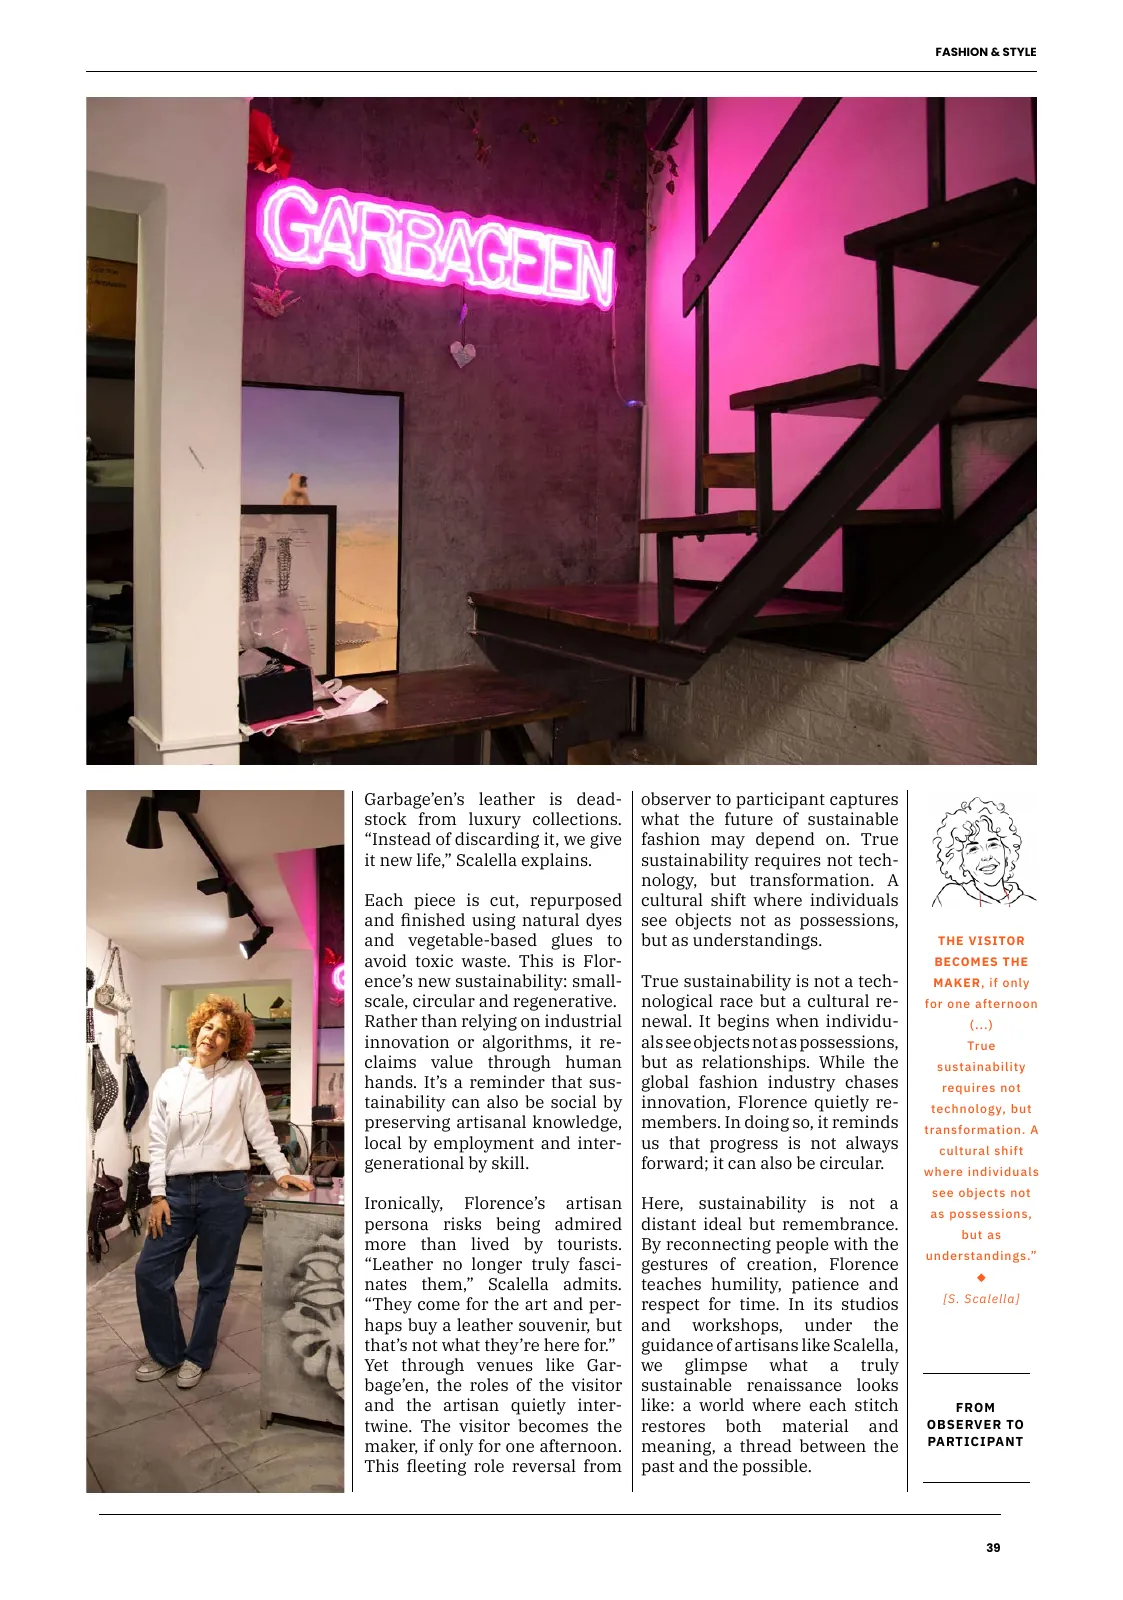 FASHION & STYLE
GARBAGEEN
Garbage’en’s leather is dead-
stock from luxury collections.
“Instead of discarding it, we give
it new life,” Scalella explains.
Each piece is cut, repurposed
and finished using natural dyes
and vegetable-based glues to
avoid toxic waste. This is Flor-
ence’s new sustainability: small-
scale, circular and regenerative.
Rather than relying on industrial
innovation or algorithms, it re-
claims value through human
hands. It’s a reminder that sus-
tainability can also be social by
preserving artisanal knowledge,
local by employment and inter-
generational by skill.
Ironically, Florence’s artisan
persona risks being admired
more than lived by tourists.
“Leather no longer truly fasci-
nates them,” Scalella admits.
“They come for the art and per-
haps buy a leather souvenir, but
that’s not what they’re here for.”
Yet through venues like Gar-
bage’en, the roles of the visitor
and the artisan quietly inter-
twine. The visitor becomes the
maker, if only for one afternoon.
This fleeting role reversal from
observer to participant captures
what the future of sustainable
fashion may depend on. True
sustainability requires not tech-
nology, but transformation. A
cultural shift where individuals
see objects not as possessions,
but as understandings.
True sustainability is not a tech-
nological race but a cultural re-
newal. It begins when individu-
als see objects not as possessions,
but as relationships. While the
global fashion industry chases
innovation, Florence quietly re-
members. In doing so, it reminds
us that progress is not always
forward; it can also be circular.
Here, sustainability is not a
distant ideal but remembrance.
By reconnecting people with the
gestures of creation, Florence
teaches humility, patience and
respect for time. In its studios
and workshops, under the
guidance of artisans like Scalella,
we glimpse what a truly
sustainable renaissance looks
like: a world where each stitch
restores both material and
meaning, a thread between the
past and the possible.
THE VISITOR
BECOMES THE
MAKER, if only
for one afternoon
(...)
True
sustainability
requires not
technology, but
transformation. A
cultural shift
where individuals
see objects not
as possessions,
but as
understandings.”
◆
[S. Scalella]
FROM
OBSERVER TO
PARTICIPANT
39